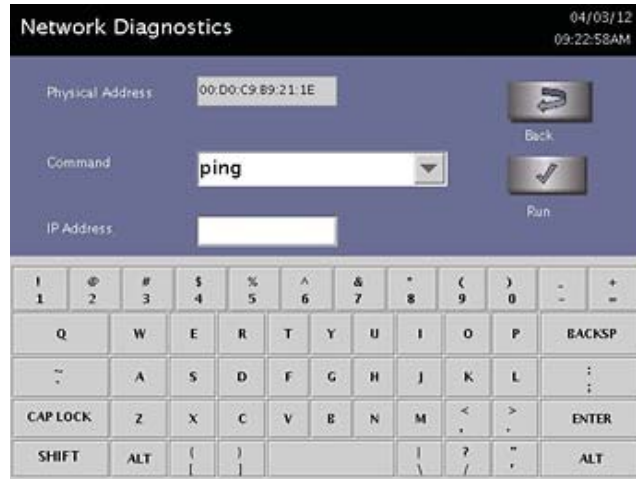 Network Diagnostics
04/03/12
09:22:58AM
Physical Address
00:D0:C9:B9:21:1E
Back
Command
ping
Run
IP Address
! @ # $ % ^ & * ( ) - +
1 2 3 4 5 6 7 8 9 0 - =
Q W E R T Y U I O P BACKSP
~ A S D F G H J K L :
. ;
CAP LOCK Z X C V B N M < > ENTER
, .
SHIFT ALT { } | ? " ALT
[ ] \ / '